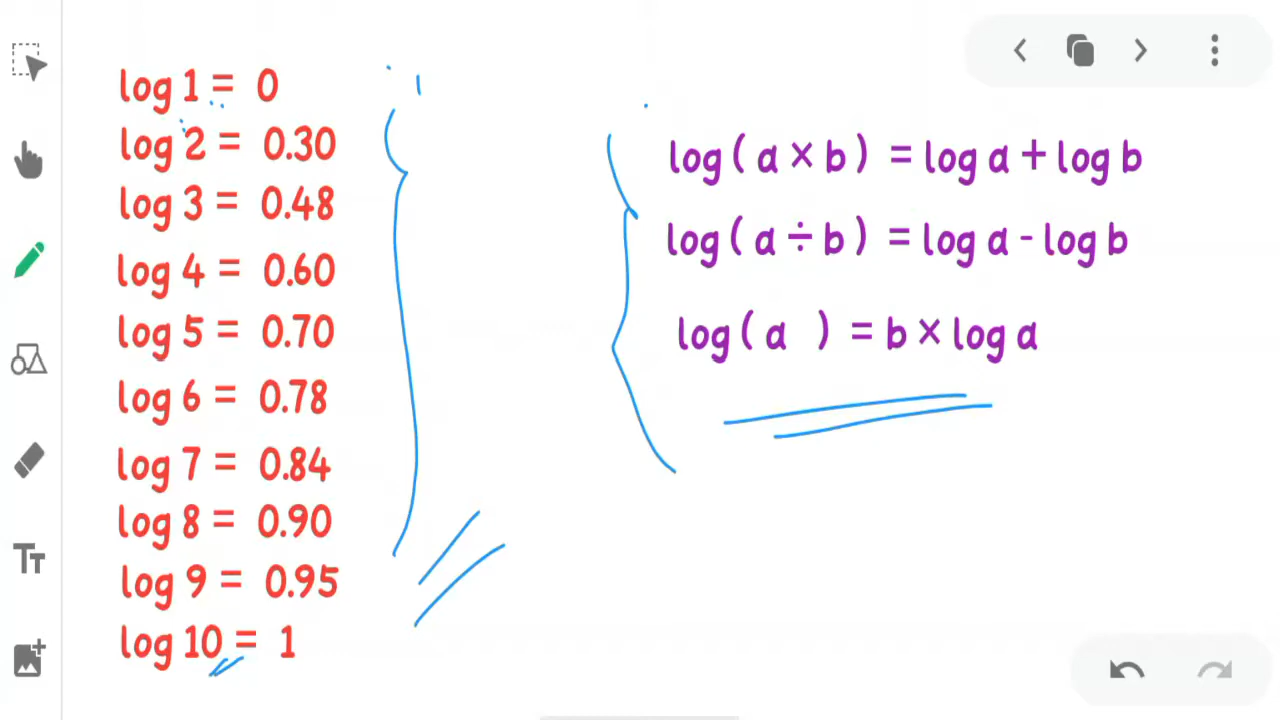 log 1 = 0
log 2 = 0.30
log 3 = 0.48
log 4 = 0.60
log 5 = 0.70
log 6 = 0.78
log 7 = 0.84
log 8 = 0.90
log 9 = 0.95
log 10 = 1
log( a × b ) = log a + log b
log( a ÷ b ) = log a - log b
log( a ) = b × log a
Tт